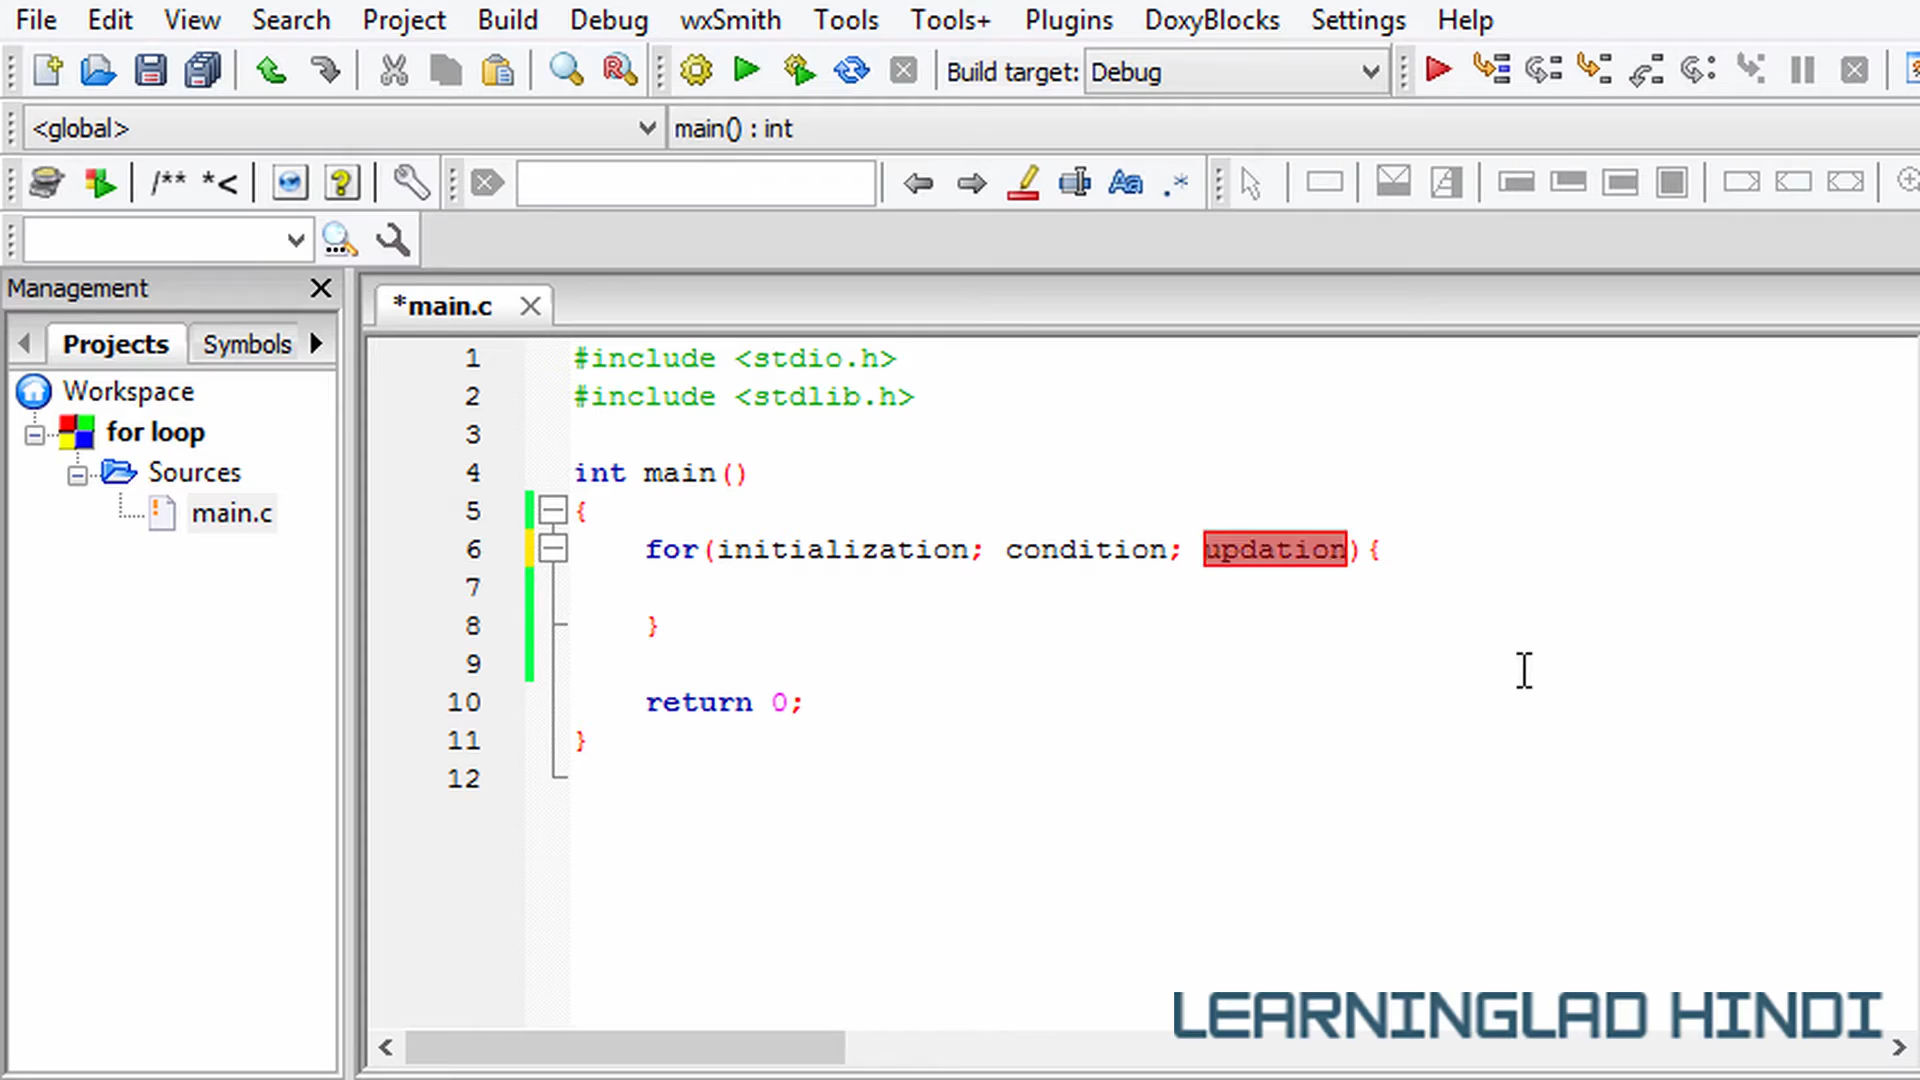 File Edit View Search Project Build Debug wxSmith Tools Tools+ Plugins DoxyBlocks Settings Help
Build target: Debug
<global> main() : int
/** *<
Management
Projects Symbols
*main.c
Workspace
for loop
Sources
main.c
1 #include <stdio.h>
2 #include <stdlib.h>
3
4 int main()
5 {
6 for(initialization; condition; updation){
7
8 }
9
10 return 0;
11 }
12
LEARNINGLAD HINDI